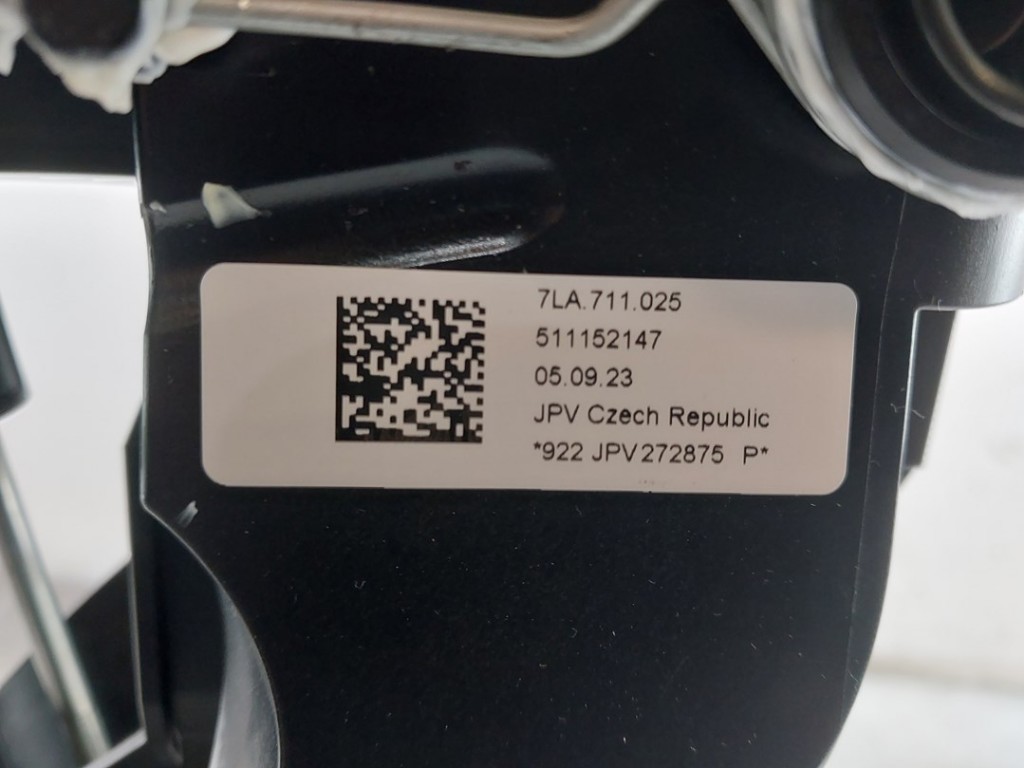 7LA.711.025
511152147
05.09.23
JPV Czech Republic
*922 JPV272875 P*